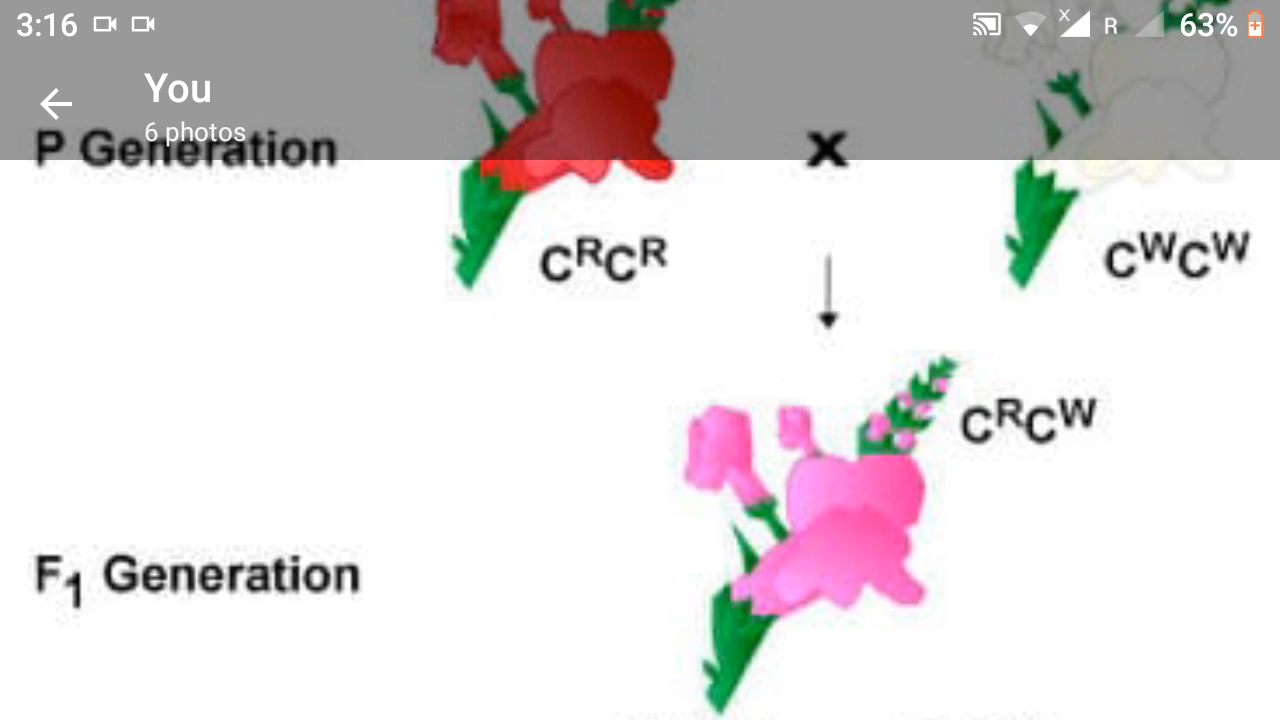 3:16 X R 63%
You
6 photos
P Generation X
CᴿCᴿ CᵂCᵂ
CᴿCᵂ
F₁ Generation